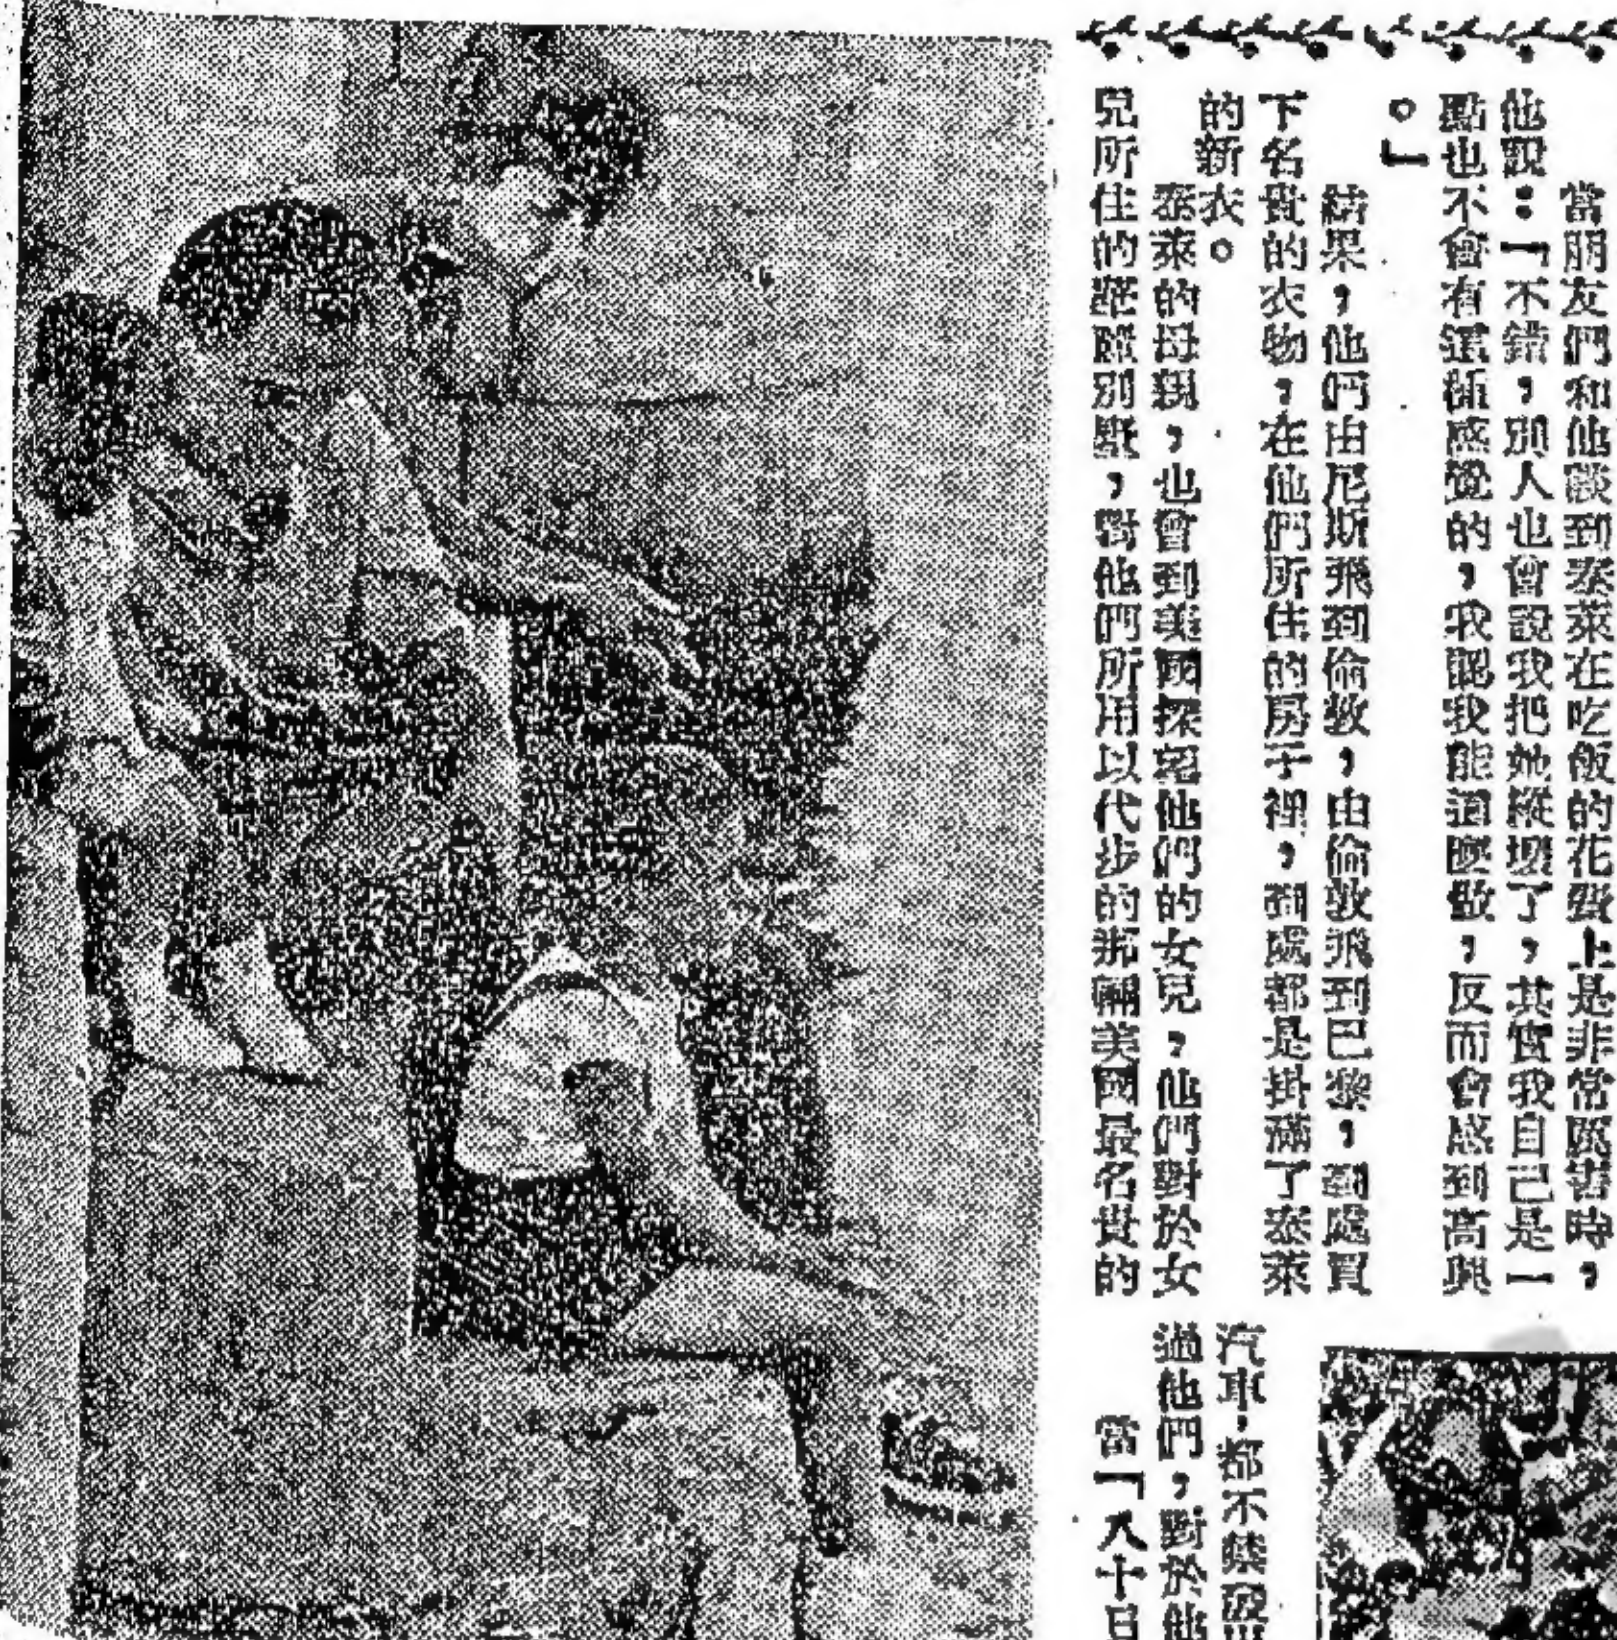 當朋友們和他談到泰萊在吃飯的花費上是非常厲害時，
他說：「不錯，別人也會說我把她縱壞了，其實我自己是一
點也不會有這種感覺的，我認我能這麼做，反而會感到高興
。」
結果，他們由尼斯飛到倫敦，由倫敦飛到巴黎，到處買
下名貴的衣物，在他們所住的房子裡，到處都是掛滿了泰萊
的新衣。
泰萊的母親，也曾到美國探望他們的女兒，他們對於女
兒所住的華麗別墅，對他們所用以代步的那輛美國最名貴的
汽車，都不禁
過他們，對於他
當「八十日